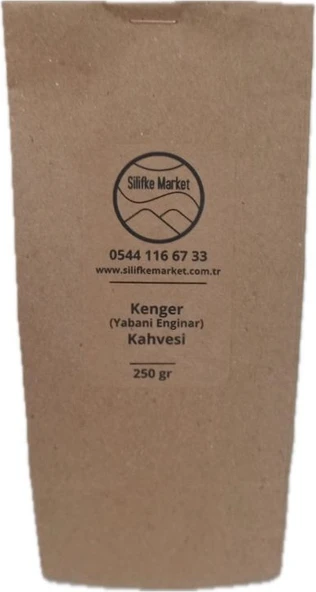 Silifke Market
0544 116 67 33
www.silifkemarket.com.tr
Kenger
(Yabani Enginar)
Kahvesi
250 gr